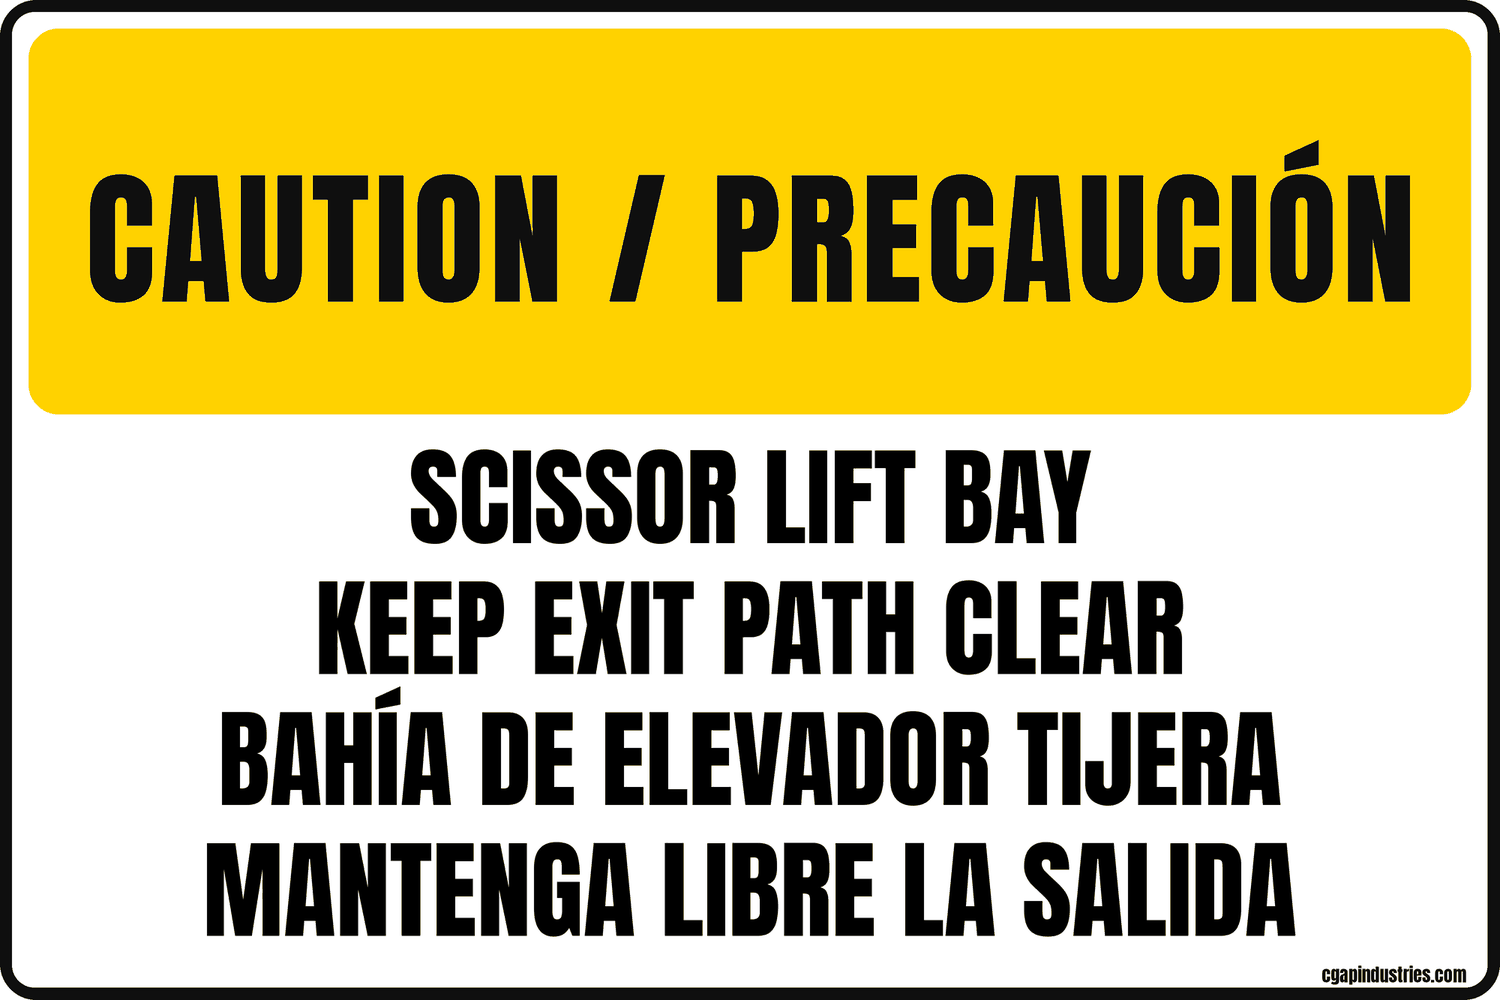 CAUTION / PRECAUCIÓN
SCISSOR LIFT BAY
KEEP EXIT PATH CLEAR
BAHÍA DE ELEVADOR TIJERA
MANTENGA LIBRE LA SALIDA
cgapindustries.com